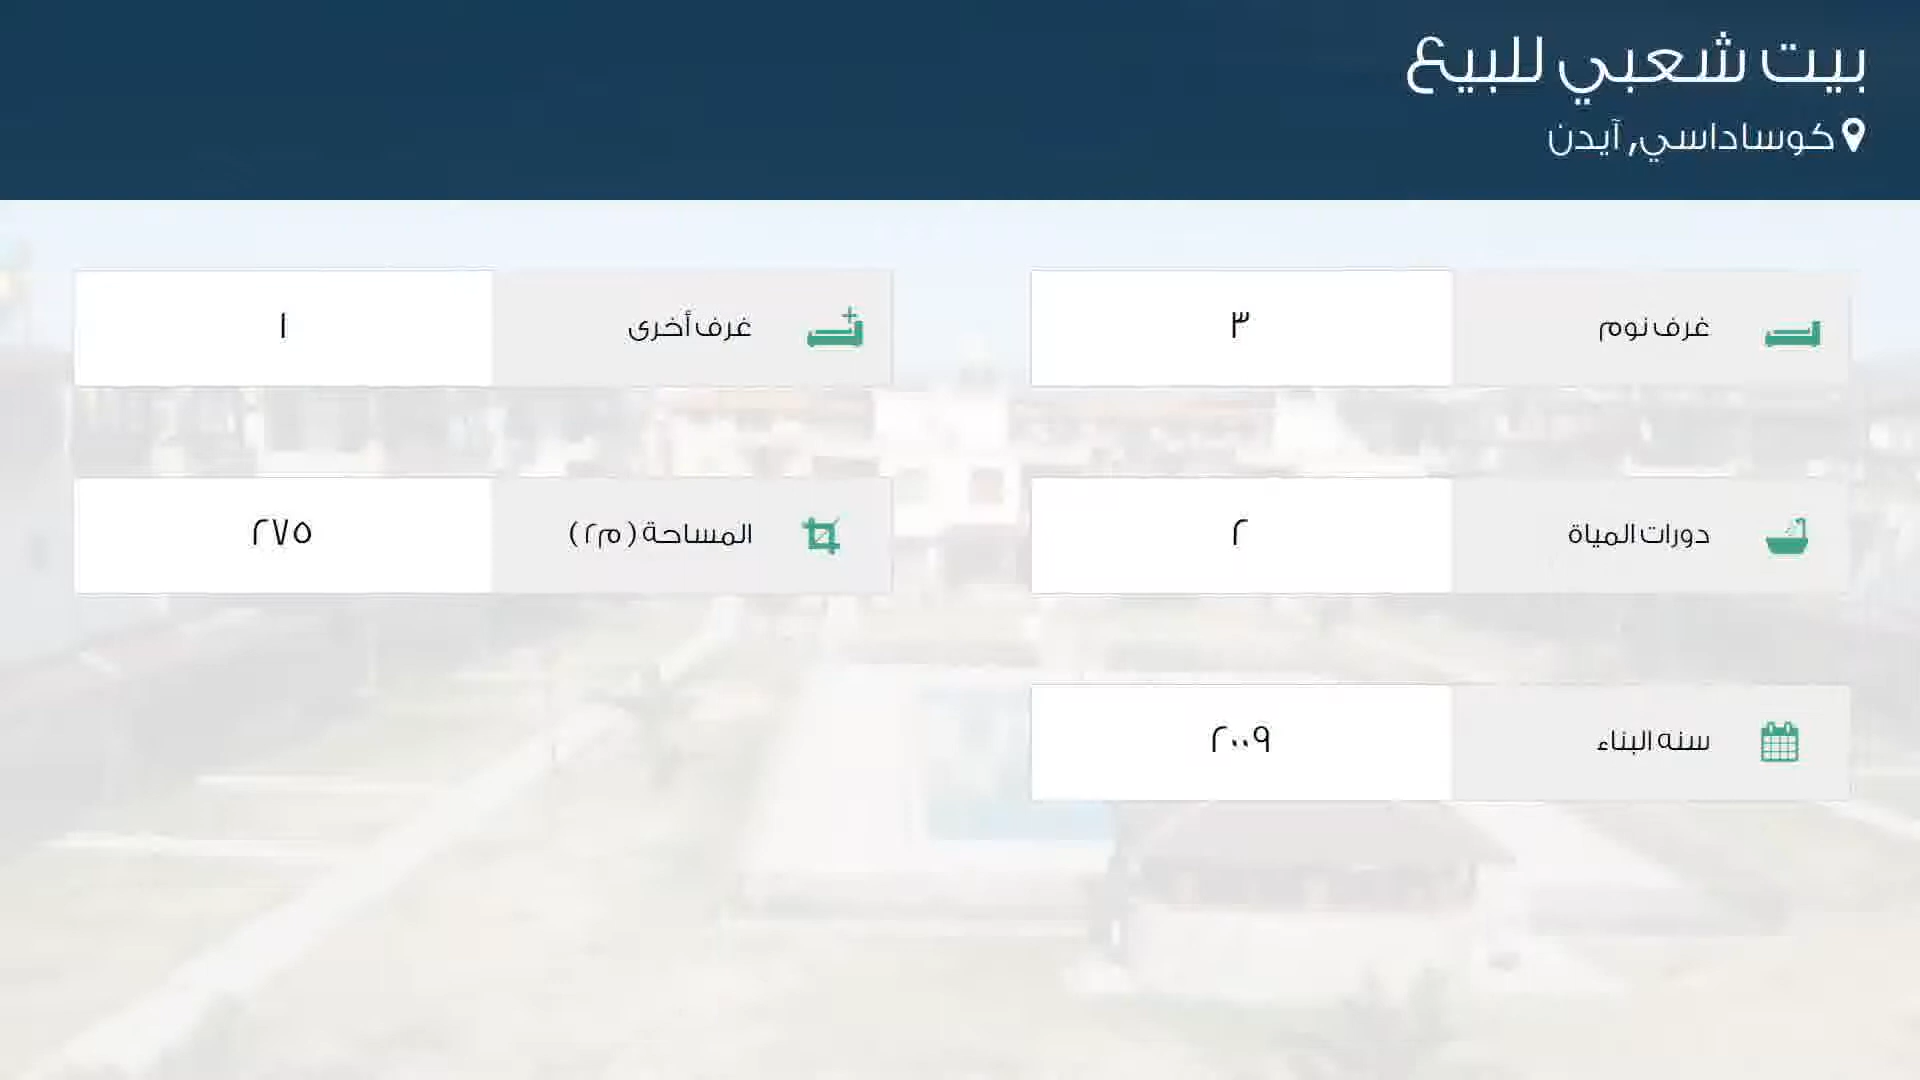 بيت شعبي للبيع
كوساداسي, آيدن
غرف نوم
٣
غرف أخرى
١
دورات المياة
٢
المساحة (م٢)
٢٧٥
سنه البناء
٢٠٠٩